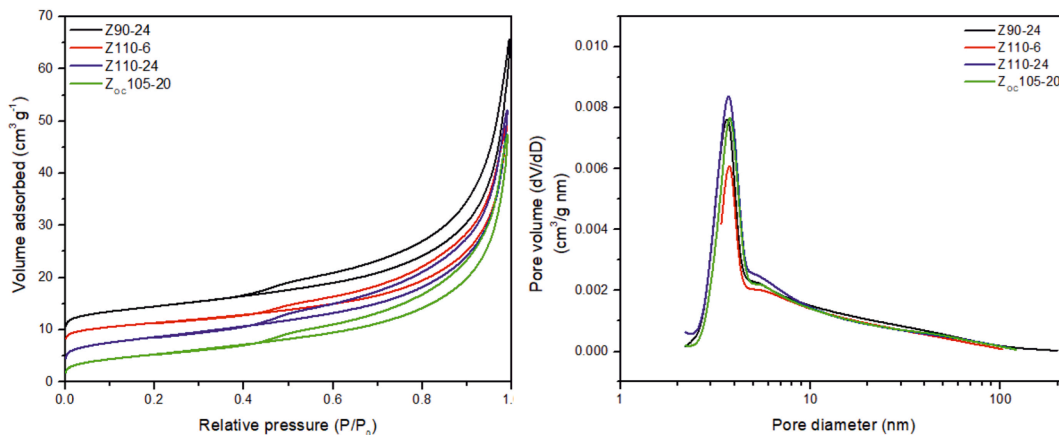 70
60
50
40
30
20
10
0
0.0
0.2
0.4
0.6
0.8
1.
Volume adsorbed (cm³ g⁻¹)
Relative pressure (P/P₀)
Z90-24
Z110-6
Z110-24
Z_oc105-20
0.010
0.008
0.006
0.004
0.002
0.000
1
10
100
Pore volume (dV/dD)
(cm³/g nm)
Pore diameter (nm)
Z90-24
Z110-6
Z110-24
Z_oc105-20